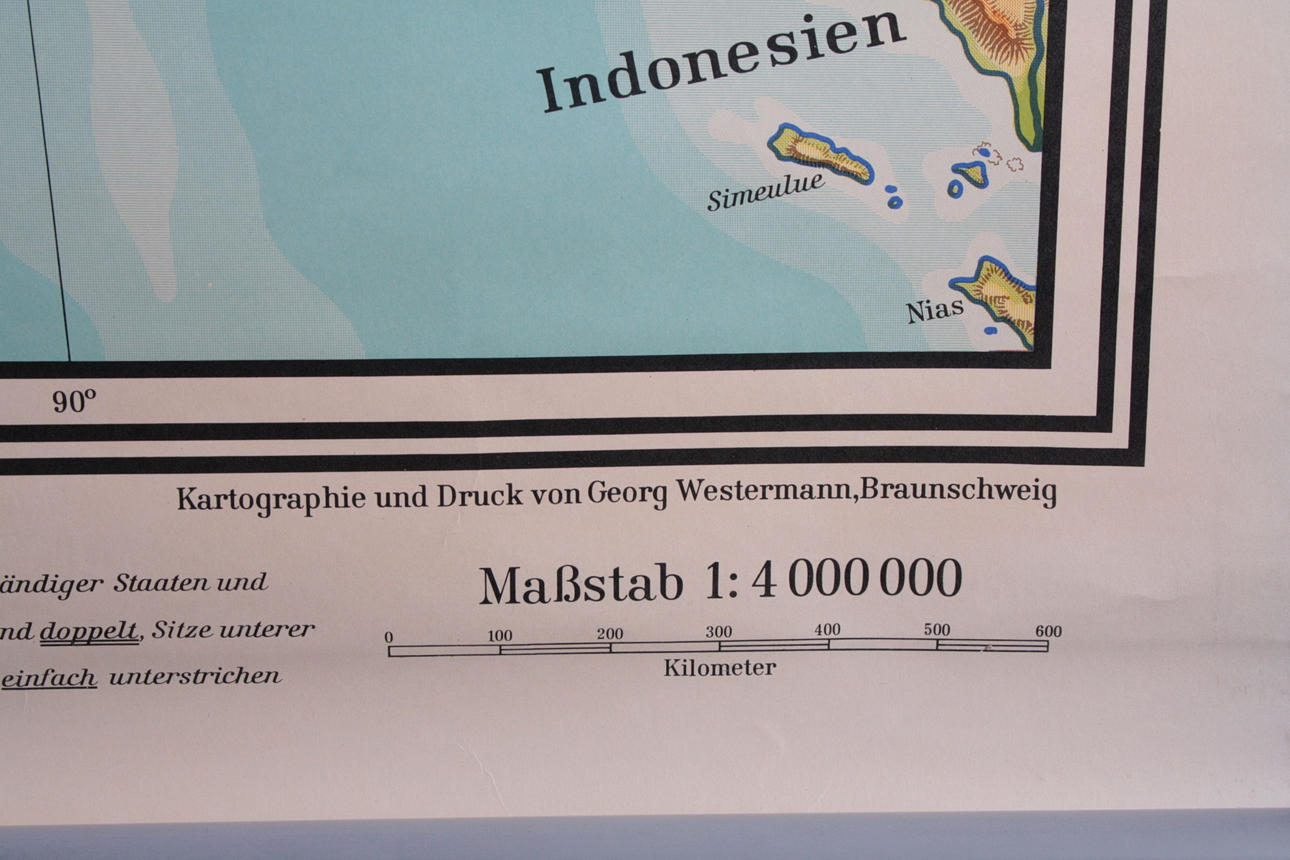 Indonesien
Simeulue
Nias
90º
Kartographie und Druck von Georg Westermann,Braunschweig
ändiger Staaten und
nd doppelt, Sitze unterer
einfach unterstrichen
Maßstab 1: 4 000 000
0 100 200 300 400 500 600
Kilometer